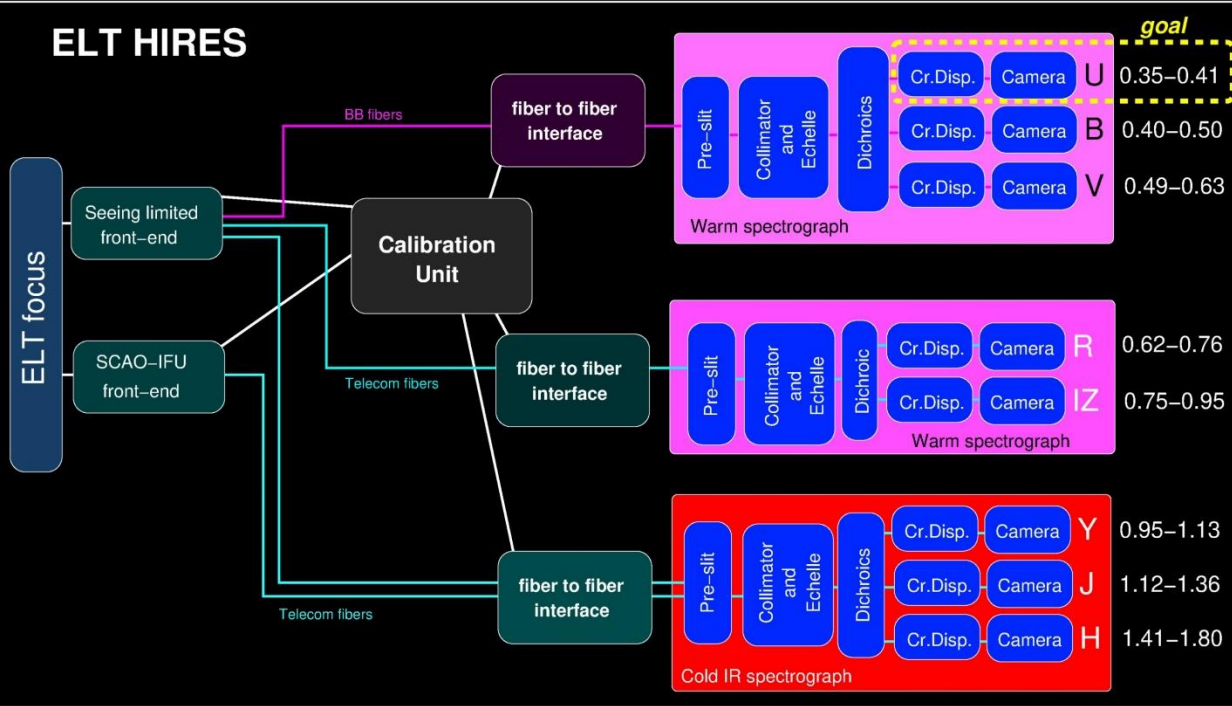 ELT HIRES
goal
ELT focus
Seeing limited
front-end
SCAO-IFU
front-end
BB fibers
Telecom fibers
Telecom fibers
Calibration
Unit
fiber to fiber
interface
Pre-slit
Collimator
and
Echelle
Dichroics
Cr.Disp. Camera U 0.35-0.41
Cr.Disp. Camera B 0.40-0.50
Cr.Disp. Camera V 0.49-0.63
Warm spectrograph
fiber to fiber
interface
Pre-slit
Collimator
and
Echelle
Dichroic
Cr.Disp. Camera R 0.62-0.76
Cr.Disp. Camera IZ 0.75-0.95
Warm spectrograph
fiber to fiber
interface
Pre-slit
Collimator
and
Echelle
Dichroics
Cr.Disp. Camera Y 0.95-1.13
Cr.Disp. Camera J 1.12-1.36
Cr.Disp. Camera H 1.41-1.80
Cold IR spectrograph